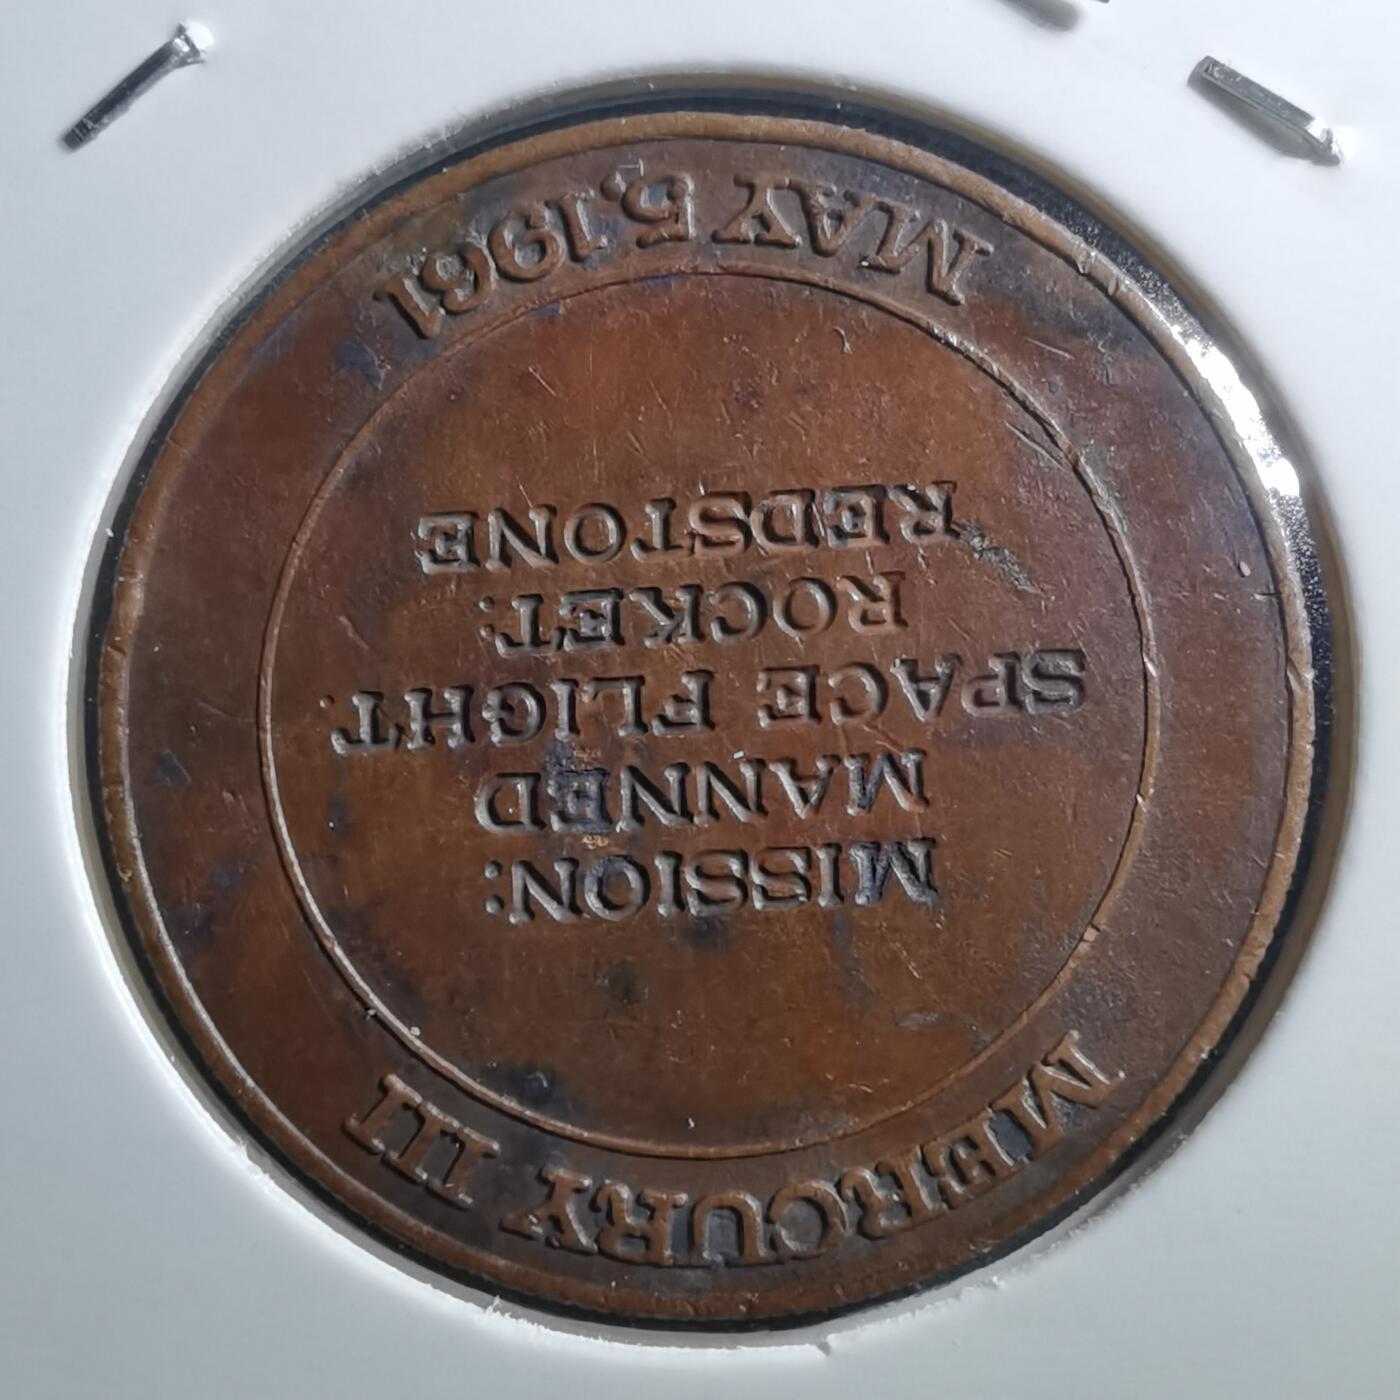 MERCURY III
MISSION:
MANNED
SPACE FLIGHT.
ROCKET:
REDSTONE
MAY 5, 1961